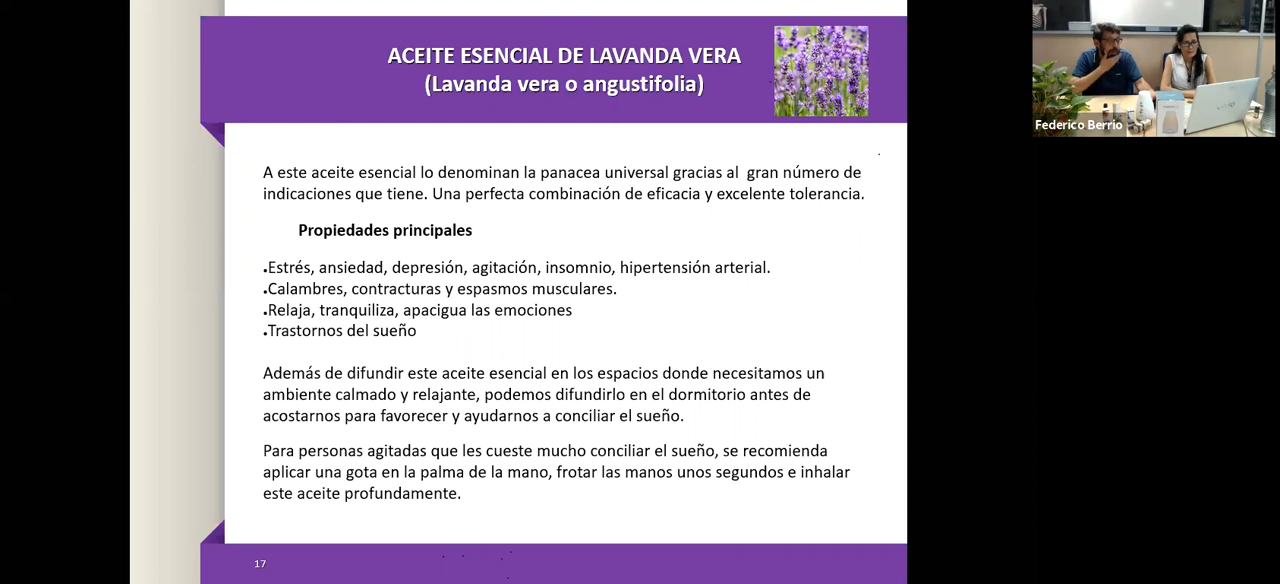 ACEITE ESENCIAL DE LAVANDA VERA
(Lavanda vera o angustifolia)
Federico Berrio
A este aceite esencial lo denominan la panacea universal gracias al  gran número de
indicaciones que tiene. Una perfecta combinación de eficacia y excelente tolerancia.
Propiedades principales
•Estrés, ansiedad, depresión, agitación, insomnio, hipertensión arterial.
•Calambres, contracturas y espasmos musculares.
•Relaja, tranquiliza, apacigua las emociones
•Trastornos del sueño
Además de difundir este aceite esencial en los espacios donde necesitamos un
ambiente calmado y relajante, podemos difundirlo en el dormitorio antes de
acostarnos para favorecer y ayudarnos a conciliar el sueño.
Para personas agitadas que les cueste mucho conciliar el sueño, se recomienda
aplicar una gota en la palma de la mano, frotar las manos unos segundos e inhalar
este aceite profundamente.
17